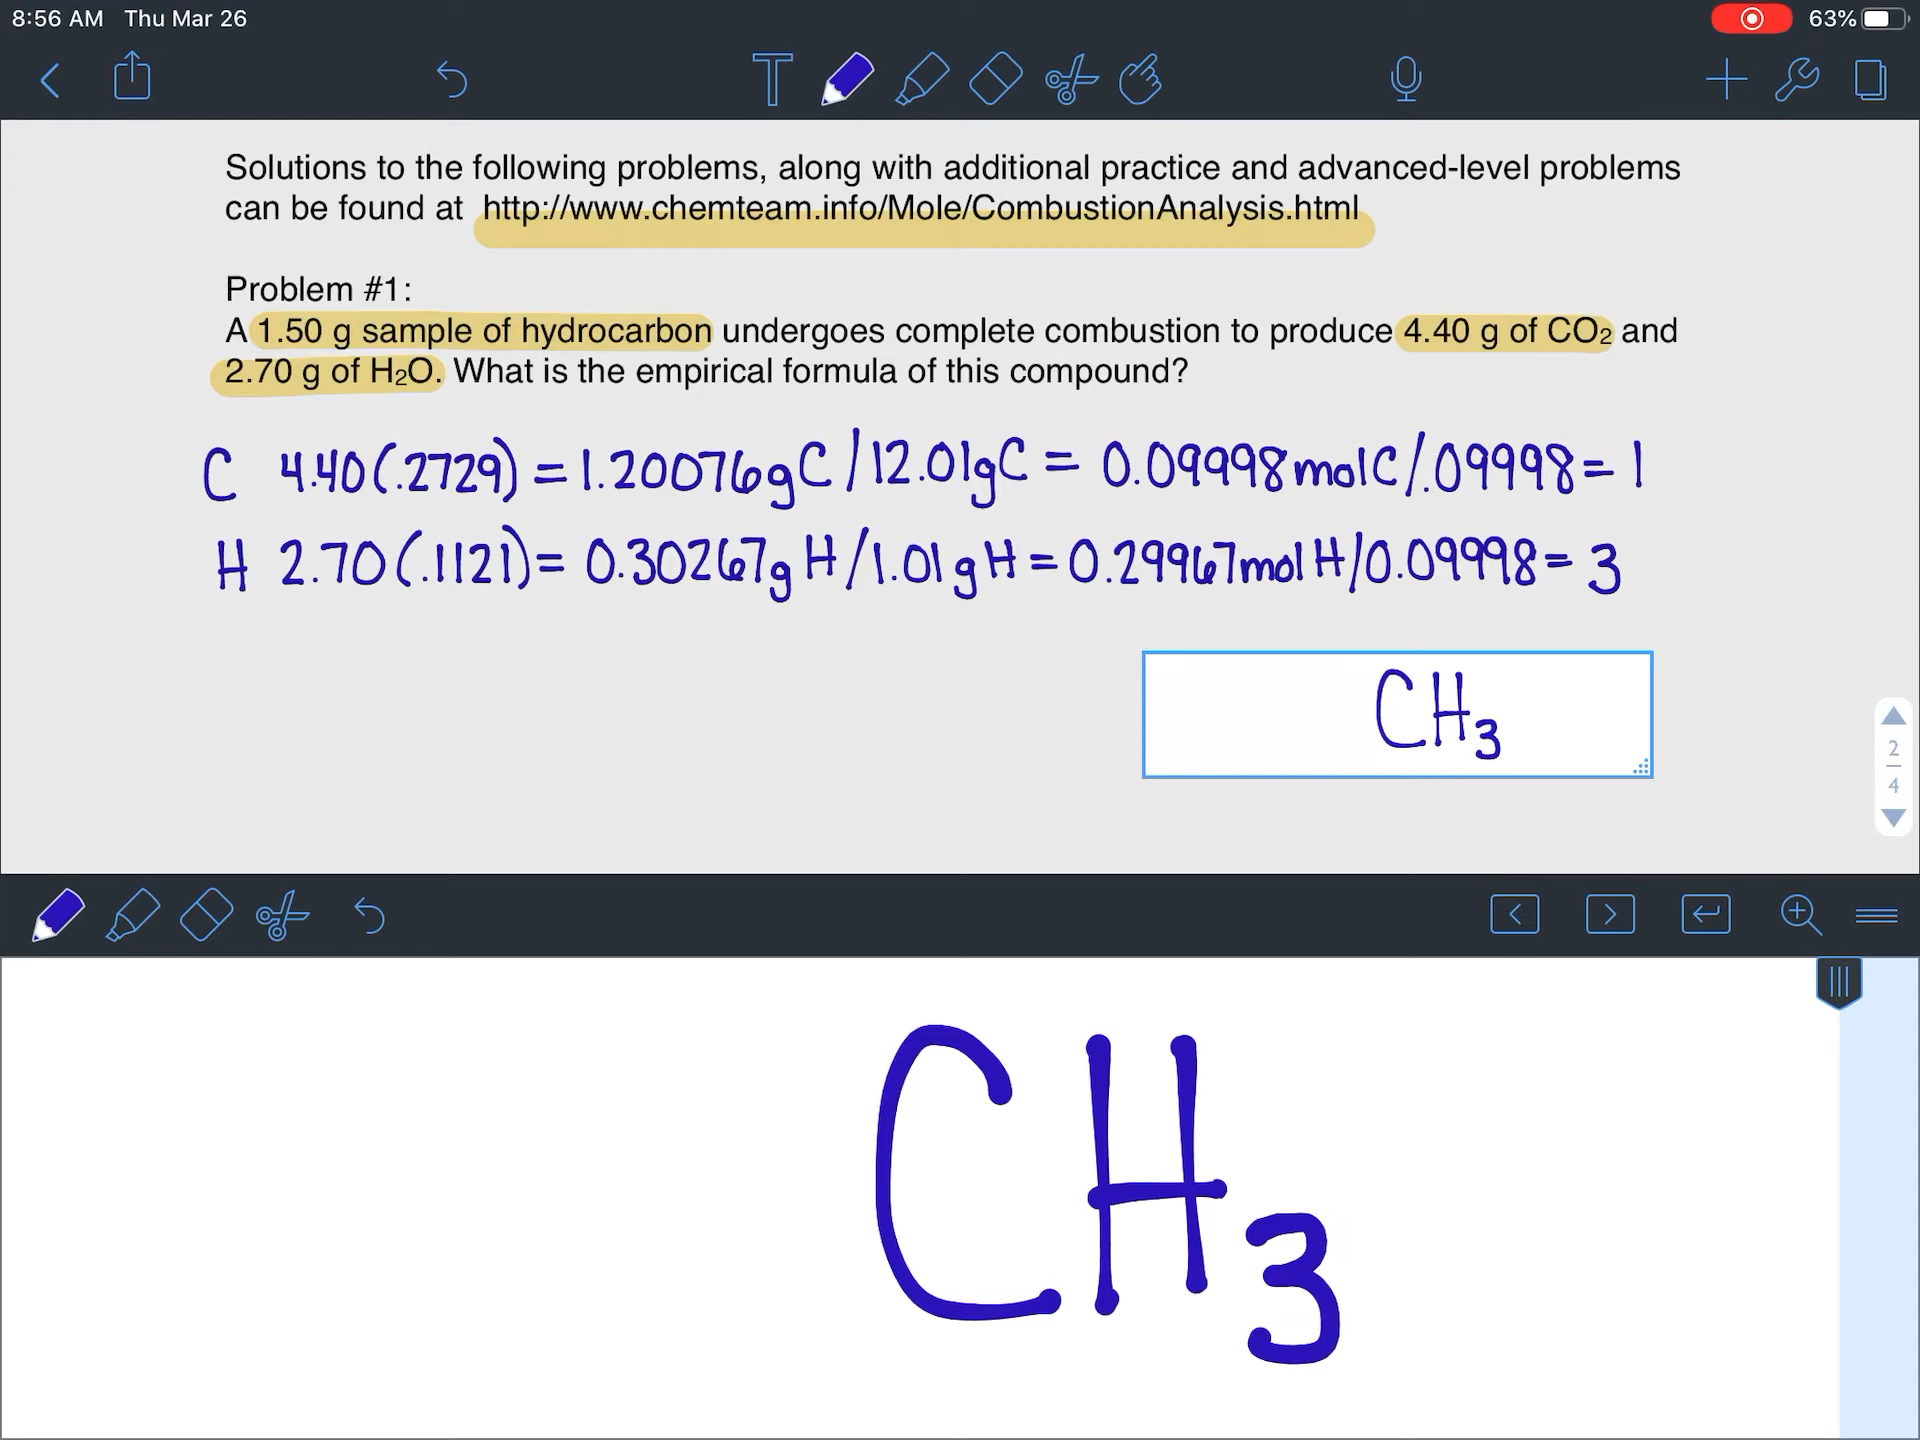 8:56 AM Thu Mar 26 63%
T
Solutions to the following problems, along with additional practice and advanced-level problems
can be found at http://www.chemteam.info/Mole/CombustionAnalysis.html
Problem #1:
A 1.50 g sample of hydrocarbon undergoes complete combustion to produce 4.40 g of CO₂ and
2.70 g of H₂O. What is the empirical formula of this compound?
C 4.40(.2729) = 1.20076gC/12.01gC = 0.09998molC/.09998 = 1
H 2.70(.1121) = 0.30267gH/1.01gH = 0.29967molH/0.09998 = 3
CH₃
2
4
CH₃